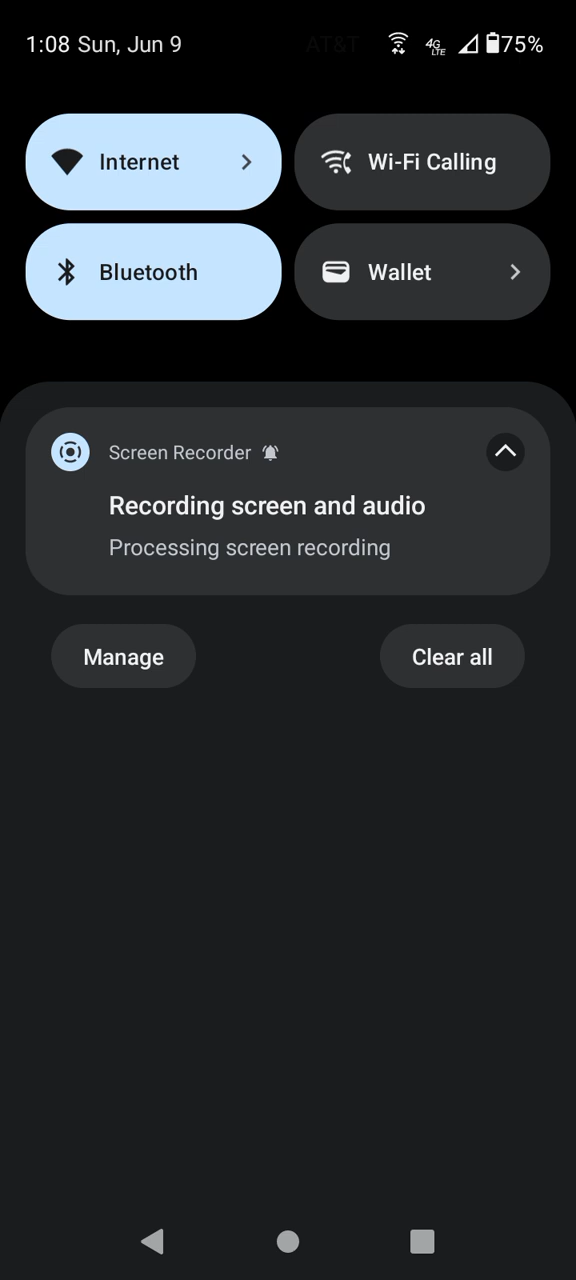 1:08 Sun, Jun 9 AT&T 4G LTE 75%
Internet
Wi-Fi Calling
Bluetooth
Wallet
Screen Recorder
Recording screen and audio
Processing screen recording
Manage
Clear all